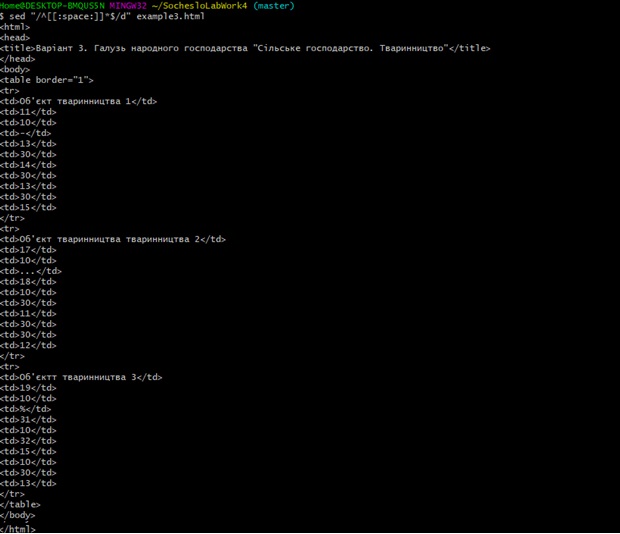 Home@DESKTOP-BMQUS5N MINGW32 ~/SochesloLabWork4 (master)
$ sed "/^[[:space:]]*$/d" example3.html
<html>
<head>
<title>Варіант 3. Галузь народного господарства "Сільське господарство. Тваринництво"</title>
</head>
<body>
<table border="1">
<tr>
<td>Об'єкт тваринництва 1</td>
<td>11</td>
<td>10</td>
<td>-</td>
<td>13</td>
<td>30</td>
<td>14</td>
<td>30</td>
<td>13</td>
<td>30</td>
<td>15</td>
</tr>
<tr>
<td>Об'єкт тваринництва тваринництва 2</td>
<td>17</td>
<td>10</td>
<td>...</td>
<td>18</td>
<td>10</td>
<td>30</td>
<td>11</td>
<td>30</td>
<td>30</td>
<td>12</td>
</tr>
<tr>
<td>Об'єктт тваринництва 3</td>
<td>19</td>
<td>10</td>
<td>%</td>
<td>31</td>
<td>10</td>
<td>32</td>
<td>15</td>
<td>10</td>
<td>30</td>
<td>13</td>
</tr>
</table>
</body>
</html>